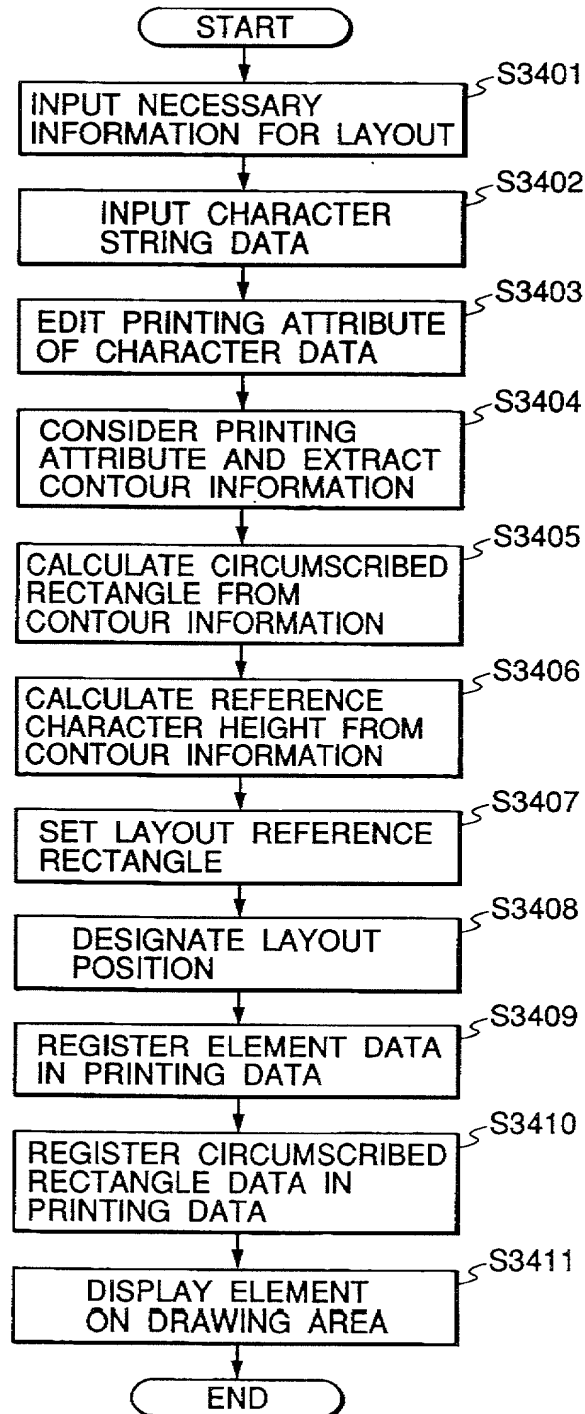 START
S3401
INPUT NECESSARY
INFORMATION FOR LAYOUT
S3402
INPUT CHARACTER
STRING DATA
S3403
EDIT PRINTING ATTRIBUTE
OF CHARACTER DATA
S3404
CONSIDER PRINTING
ATTRIBUTE AND EXTRACT
CONTOUR INFORMATION
S3405
CALCULATE CIRCUMSCRIBED
RECTANGLE FROM
CONTOUR INFORMATION
S3406
CALCULATE REFERENCE
CHARACTER HEIGHT FROM
CONTOUR INFORMATION
S3407
SET LAYOUT REFERENCE
RECTANGLE
S3408
DESIGNATE LAYOUT
POSITION
S3409
REGISTER ELEMENT DATA
IN PRINTING DATA
S3410
REGISTER CIRCUMSCRIBED
RECTANGLE DATA IN
PRINTING DATA
S3411
DISPLAY ELEMENT
ON DRAWING AREA
END